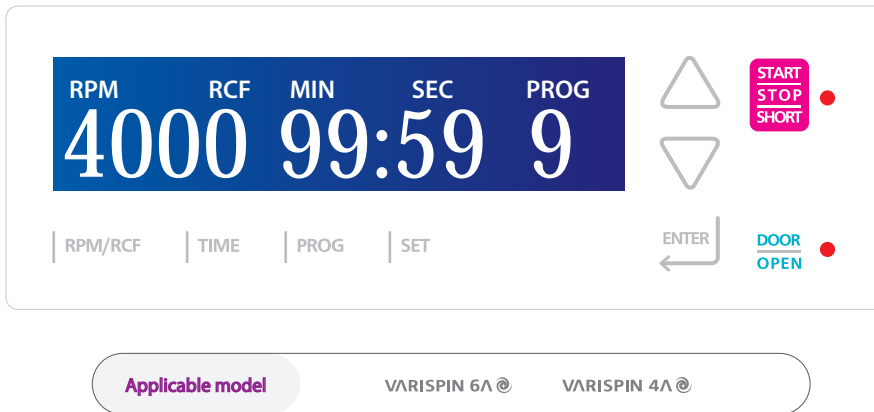 RPM RCF MIN SEC PROG
4000 99:59 9
START
STOP
SHORT
RPM/RCF TIME PROG SET
ENTER
DOOR
OPEN
Applicable model VARISPIN 6A VARISPIN 4A